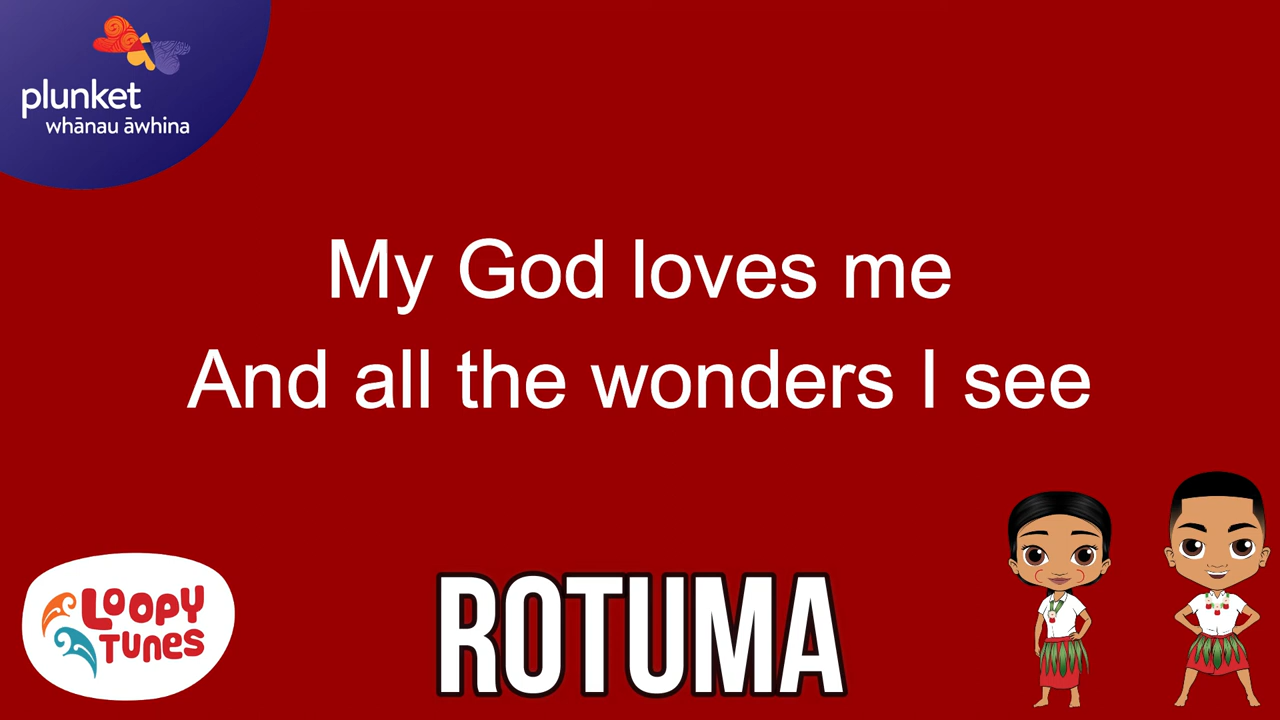 plunket
whānau āwhina
My God loves me
And all the wonders I see
LOOPY
TUNES
ROTUMA